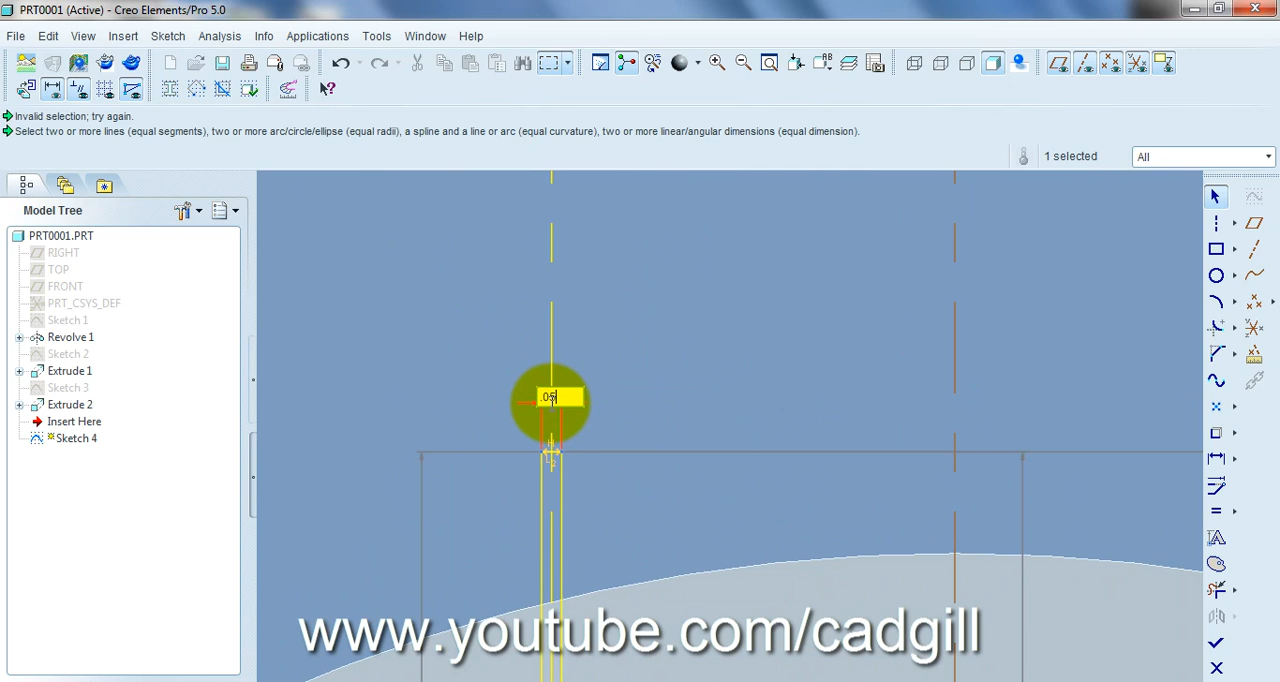 PRT0001 (Active) - Creo Elements/Pro 5.0
File Edit View Insert Sketch Analysis Info Applications Tools Window Help
Invalid selection; try again.
Select two or more lines (equal segments), two or more arc/circle/ellipse (equal radii), a spline and a line or arc (equal curvature), two or more linear/angular dimensions (equal dimension).
1 selected All
Model Tree
PRT0001.PRT
RIGHT
TOP
FRONT
PRT_CSYS_DEF
Sketch 1
Revolve 1
Sketch 2
Extrude 1
Sketch 3
Extrude 2
Insert Here
Sketch 4
.05
www.youtube.com/cadgill